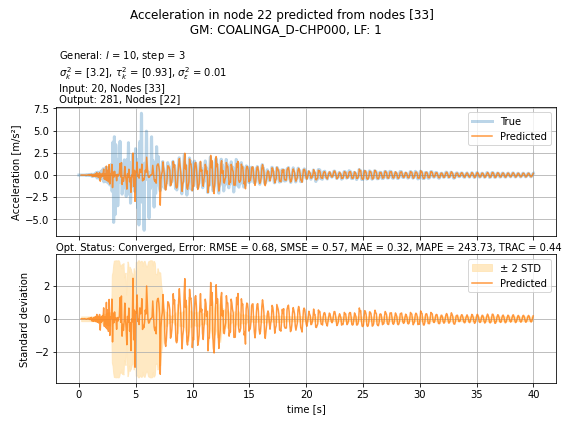 Acceleration in node 22 predicted from nodes [33]
GM: COALINGA_D-CHP000, LF: 1
General: l = 10, step = 3
σ²ₖ = [3.2], τ²ₖ = [0.93], σ²ε = 0.01
Input: 20, Nodes [33]
Output: 281, Nodes [22]
Acceleration [m/s²]
7.5
5.0
2.5
0.0
−2.5
−5.0
True
Predicted
Opt. Status: Converged, Error: RMSE = 0.68, SMSE = 0.57, MAE = 0.32, MAPE = 243.73, TRAC = 0.44
Standard deviation
2
0
−2
± 2 STD
Predicted
0 5 10 15 20 25 30 35 40
time [s]